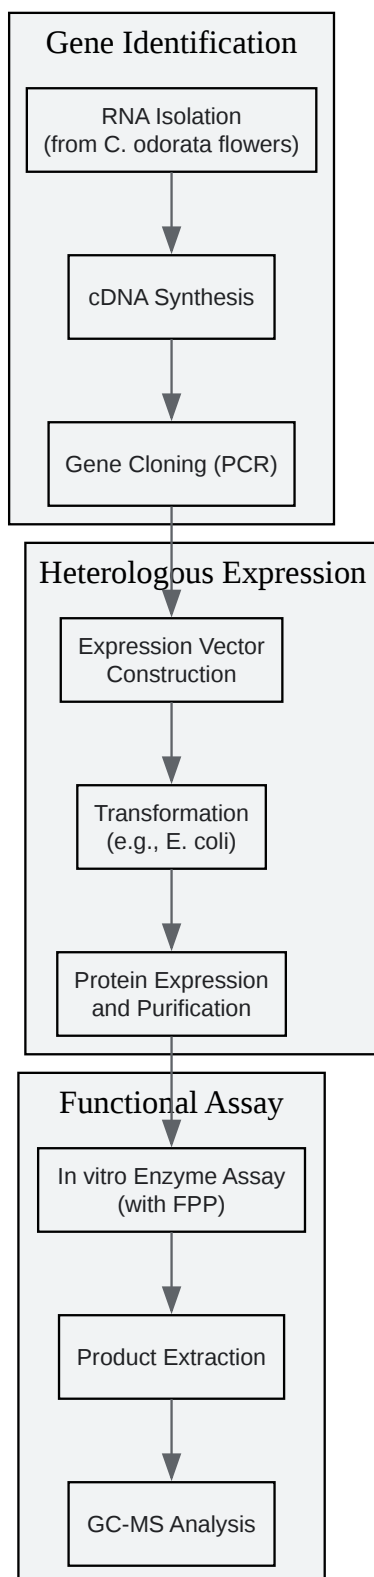 Gene Identification
RNA Isolation
(from C. odorata flowers)
cDNA Synthesis
Gene Cloning (PCR)
Heterologous Expression
Expression Vector
Construction
Transformation
(e.g., E. coli)
Protein Expression
and Purification
Functional Assay
In vitro Enzyme Assay
(with FPP)
Product Extraction
GC-MS Analysis